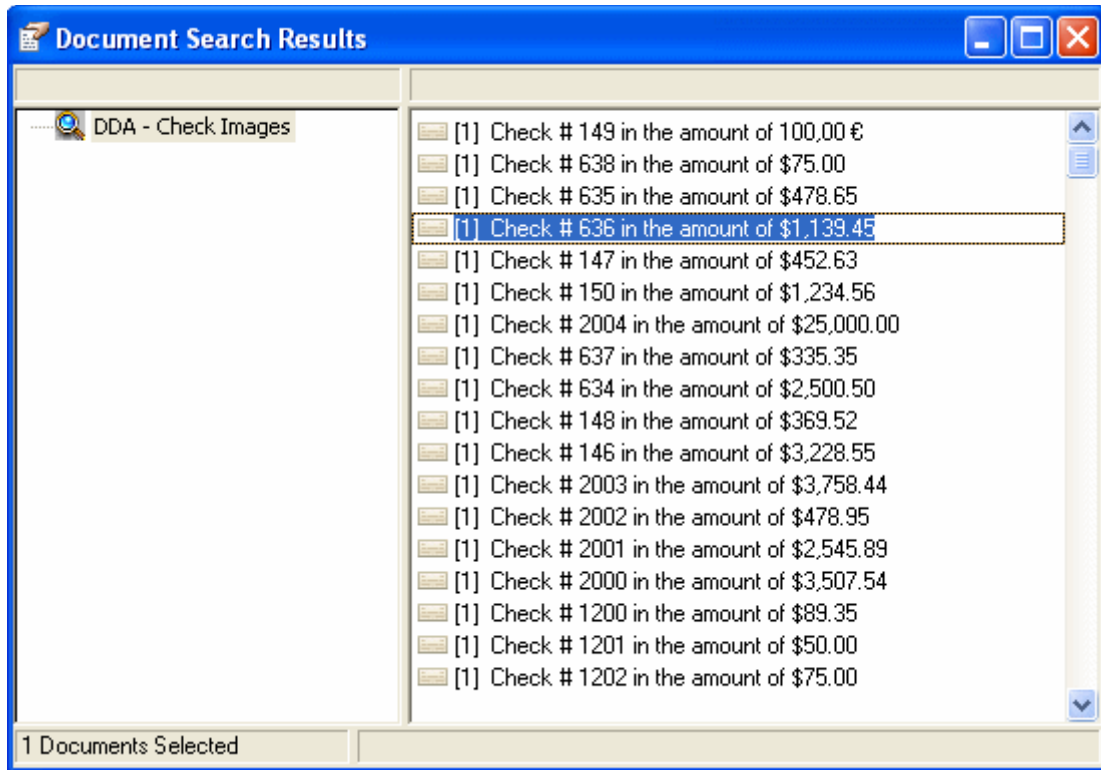 Document Search Results
DDA - Check Images
[1] Check # 149 in the amount of 100,00 €
[1] Check # 638 in the amount of $75.00
[1] Check # 635 in the amount of $478.65
[1] Check # 636 in the amount of $1,139.45
[1] Check # 147 in the amount of $452.63
[1] Check # 150 in the amount of $1,234.56
[1] Check # 2004 in the amount of $25,000.00
[1] Check # 637 in the amount of $335.35
[1] Check # 634 in the amount of $2,500.50
[1] Check # 148 in the amount of $369.52
[1] Check # 146 in the amount of $3,228.55
[1] Check # 2003 in the amount of $3,758.44
[1] Check # 2002 in the amount of $478.95
[1] Check # 2001 in the amount of $2,545.89
[1] Check # 2000 in the amount of $3,507.54
[1] Check # 1200 in the amount of $89.35
[1] Check # 1201 in the amount of $50.00
[1] Check # 1202 in the amount of $75.00
1 Documents Selected